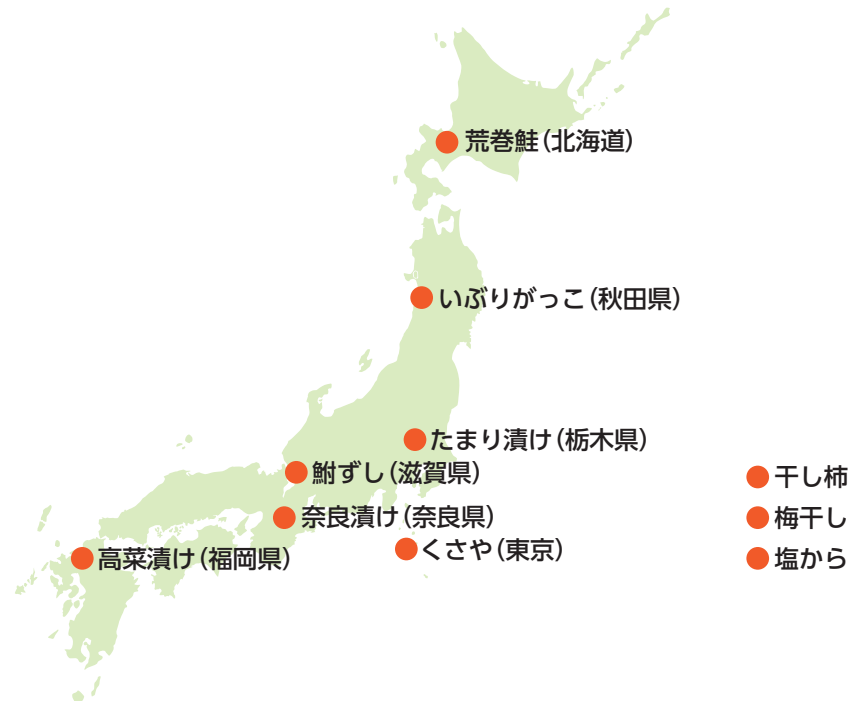 荒巻鮭(北海道)
いぶりがっこ(秋田県)
たまり漬け(栃木県)
鮒ずし(滋賀県)
奈良漬け(奈良県)
くさや(東京)
高菜漬け(福岡県)
干し柿
梅干し
塩から